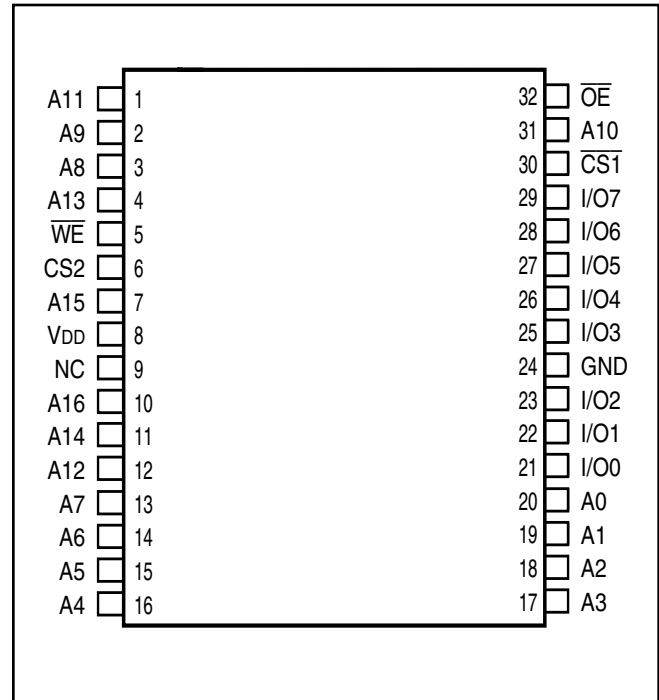 A11 1 32 O̅E̅
A9 2 31 A10
A8 3 30 C̅S̅1̅
A13 4 29 I/O7
W̅E̅ 5 28 I/O6
CS2 6 27 I/O5
A15 7 26 I/O4
VDD 8 25 I/O3
NC 9 24 GND
A16 10 23 I/O2
A14 11 22 I/O1
A12 12 21 I/O0
A7 13 20 A0
A6 14 19 A1
A5 15 18 A2
A4 16 17 A3